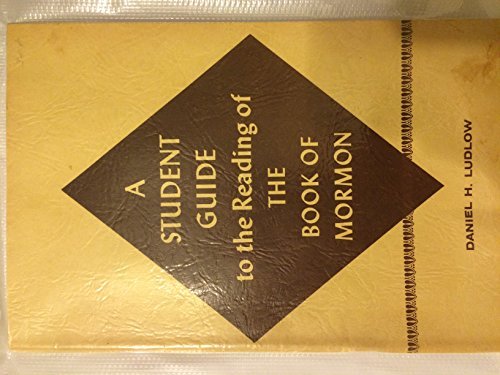 A
STUDENT
GUIDE
to the Reading of
THE
BOOK OF
MORMON
DANIEL H. LUDLOW